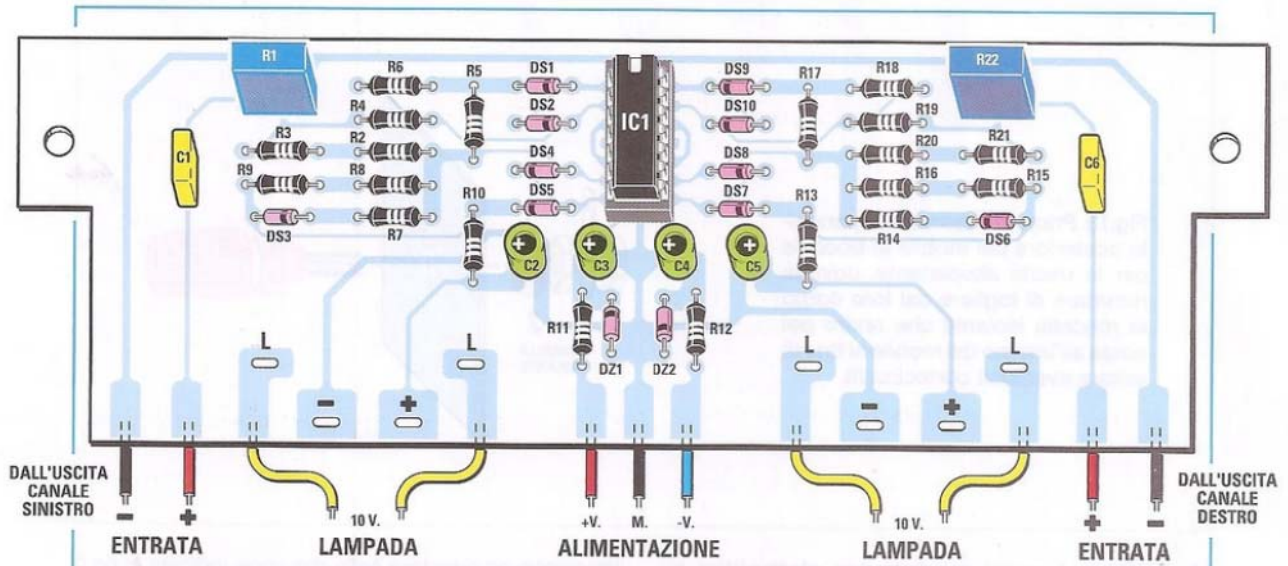 R1
R6
R5
DS1
DS9
R17
R18
R22
R4
DS2
IC1
DS10
R19
C1
R3
R2
R20
R21
C6
DS4
DS8
R9
R8
R16
R15
R10
DS5
DS7
R13
DS3
R7
R14
DS6
+
+
+
+
C2
C3
C4
C5
R11
R12
DZ1
DZ2
L
L
L
L
- +
- +
DALL'USCITA
CANALE
SINISTRO
- +
10 V.
+V. M. -V.
10 V.
+ -
DALL'USCITA
CANALE
DESTRO
ENTRATA
LAMPADA
ALIMENTAZIONE
LAMPADA
ENTRATA